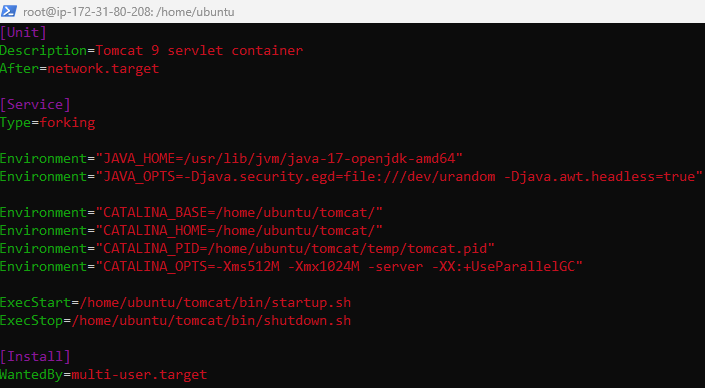 root@ip-172-31-80-208: /home/ubuntu
[Unit]
Description=Tomcat 9 servlet container
After=network.target
[Service]
Type=forking
Environment="JAVA_HOME=/usr/lib/jvm/java-17-openjdk-amd64"
Environment="JAVA_OPTS=-Djava.security.egd=file:///dev/urandom -Djava.awt.headless=true"
Environment="CATALINA_BASE=/home/ubuntu/tomcat/"
Environment="CATALINA_HOME=/home/ubuntu/tomcat/"
Environment="CATALINA_PID=/home/ubuntu/tomcat/temp/tomcat.pid"
Environment="CATALINA_OPTS=-Xms512M -Xmx1024M -server -XX:+UseParallelGC"
ExecStart=/home/ubuntu/tomcat/bin/startup.sh
ExecStop=/home/ubuntu/tomcat/bin/shutdown.sh
[Install]
WantedBy=multi-user.target